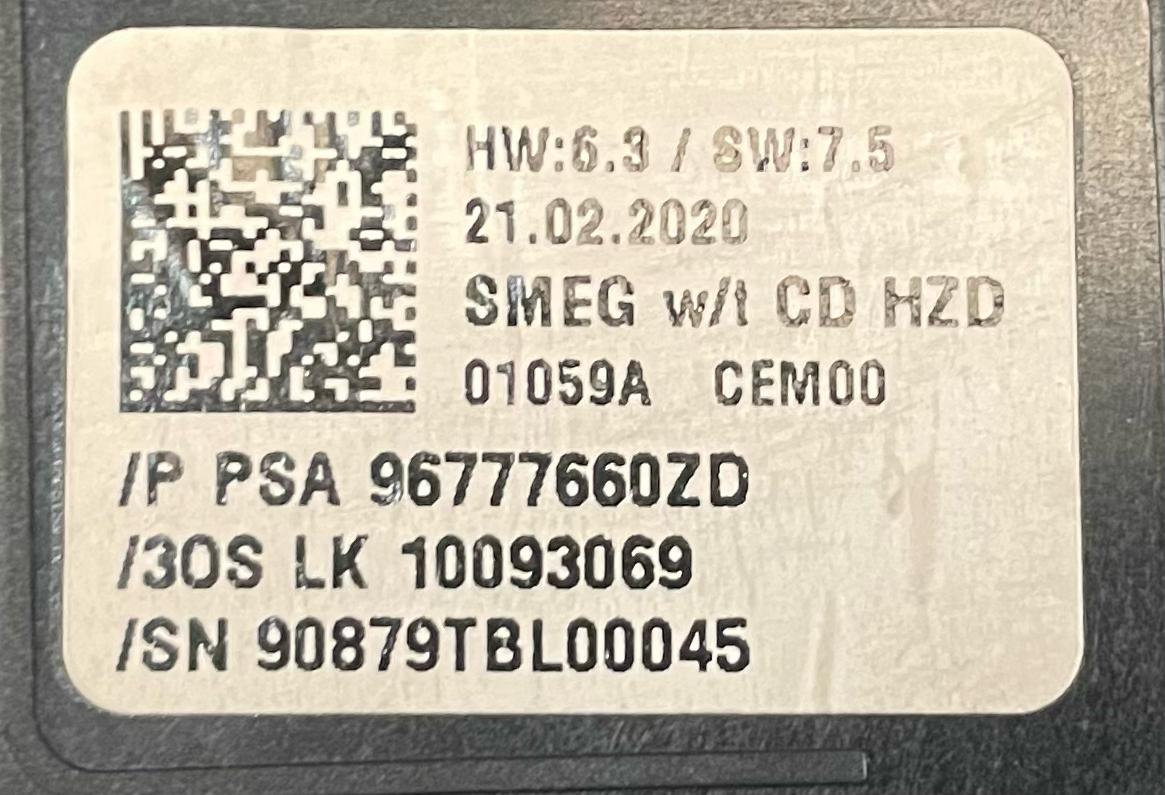 HW:6.3 / SW:7.5
21.02.2020
SMEG w/t CD HZD
01059A CEM00
/P PSA 96777660ZD
/3OS LK 10093069
/SN 90879TBL00045